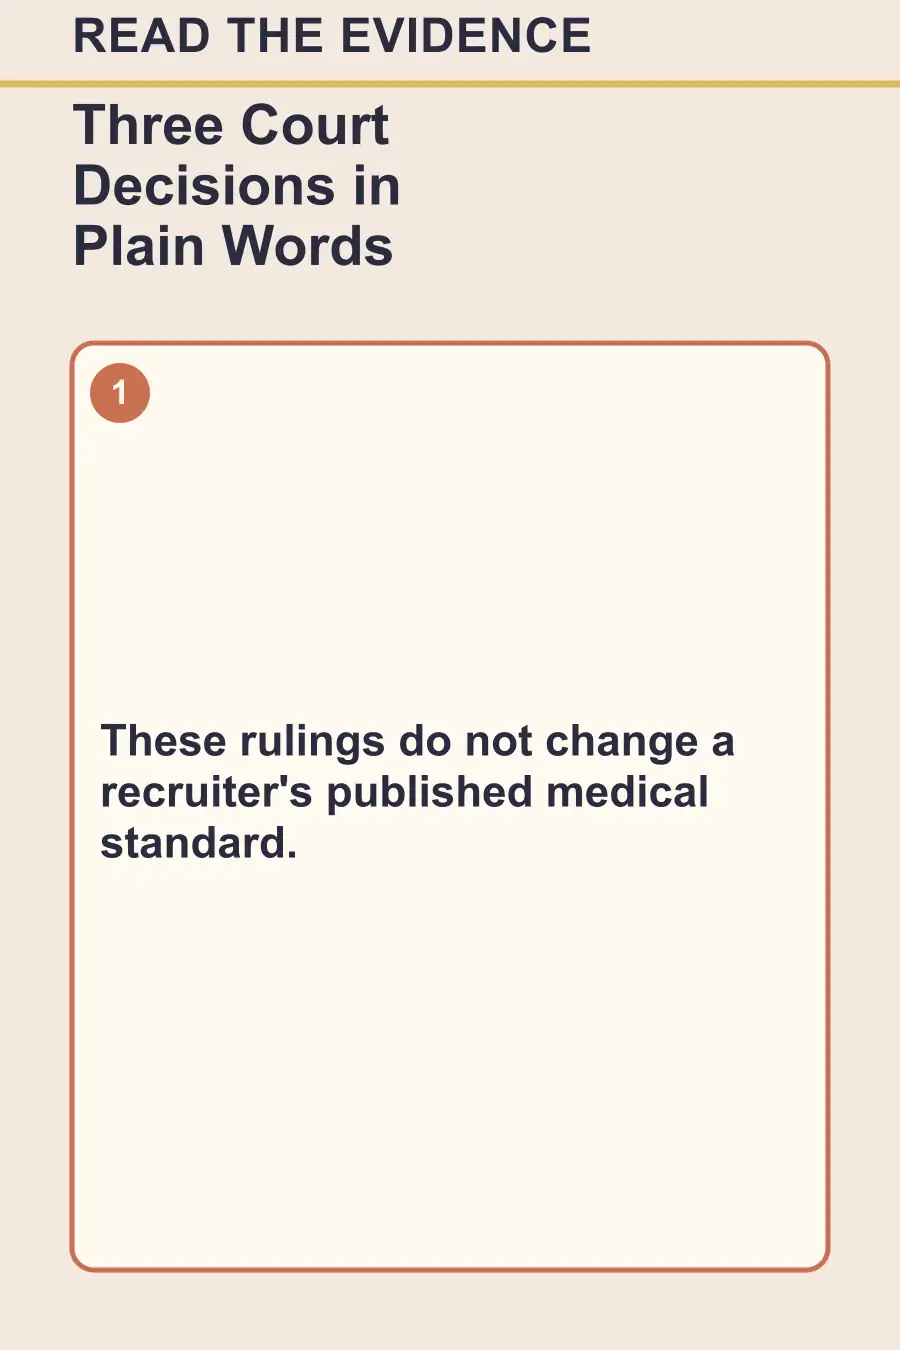 READ THE EVIDENCE
Three Court
Decisions in
Plain Words
1
These rulings do not change a
recruiter's published medical
standard.